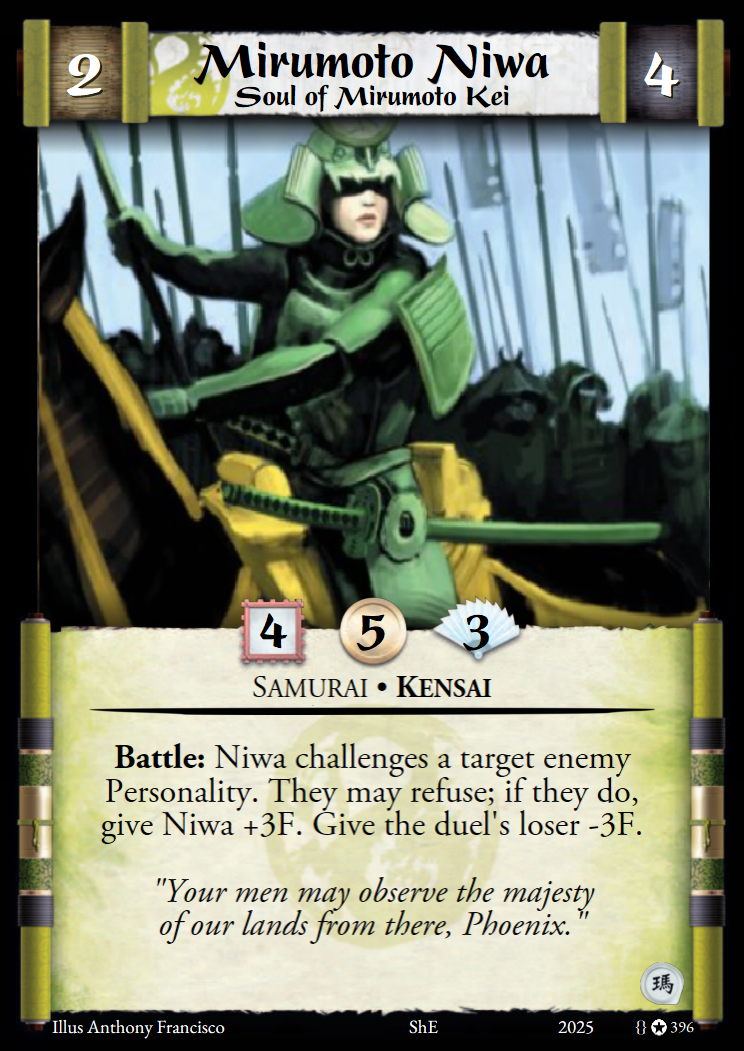 2
Mirumoto Niwa
4
Soul of Mirumoto Kei
4 5 3
Samurai • Kensai
Battle: Niwa challenges a target enemy
Personality. They may refuse; if they do,
give Niwa +3F. Give the duel's loser -3F.
"Your men may observe the majesty
of our lands from there, Phoenix."
瑪
Illus Anthony Francisco ShE 2025 {} ✪ 396